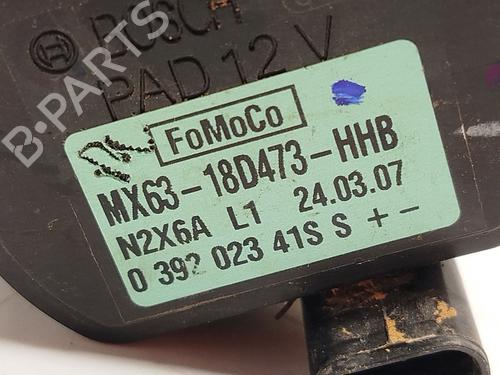 BOSCH
PAD 12 V
B-PARTS
FoMoCo
MX63-18D473-HHB
N2X6A L1 24.03.07
0 392 023 41S S + -